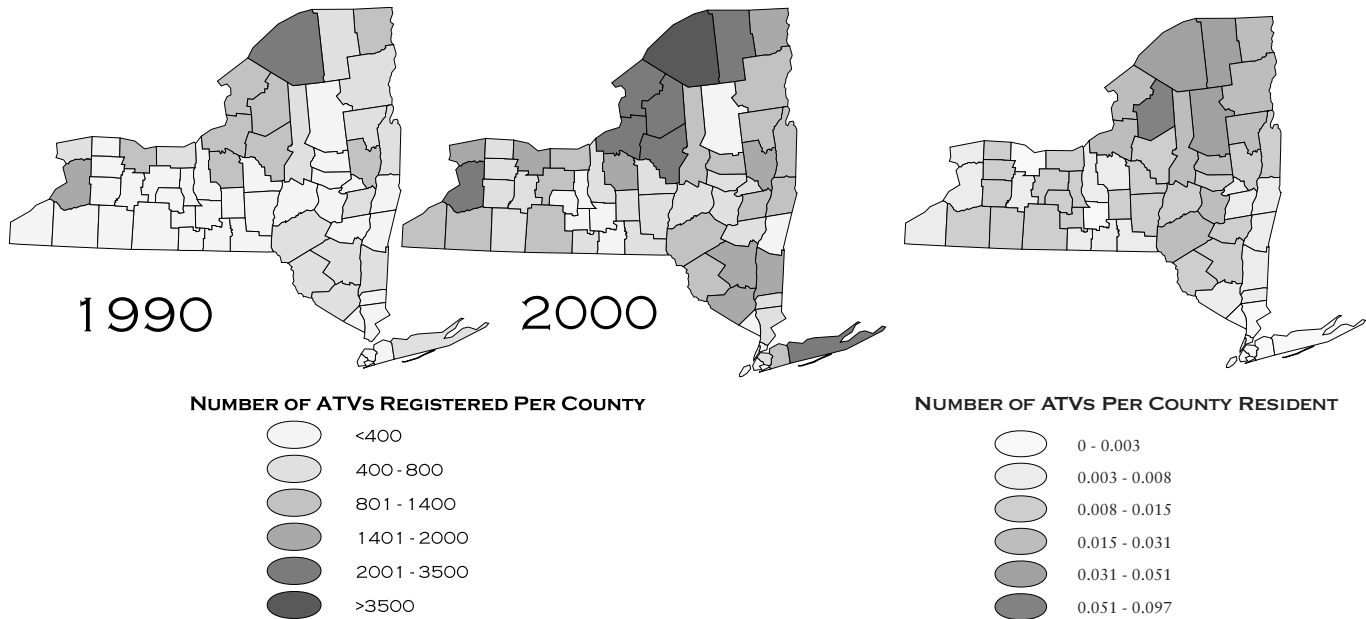 1990
2000
NUMBER OF ATVS REGISTERED PER COUNTY
<400
400 - 800
801 - 1400
1401 - 2000
2001 - 3500
>3500
NUMBER OF ATVS PER COUNTY RESIDENT
0 - 0.003
0.003 - 0.008
0.008 - 0.015
0.015 - 0.031
0.031 - 0.051
0.051 - 0.097